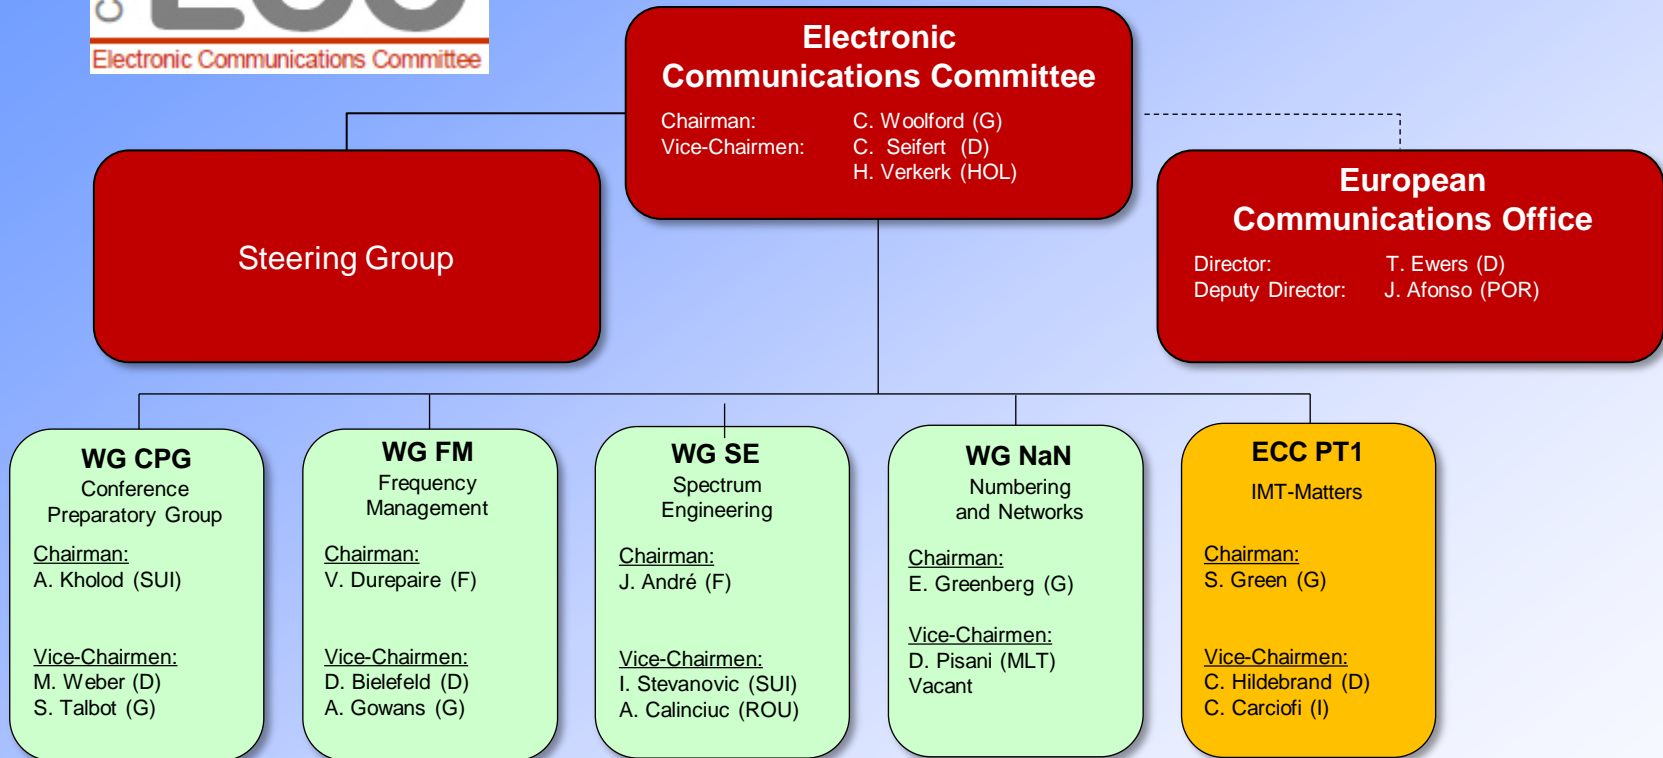 ECC
Electronic Communications Committee
Electronic
Communications Committee
Chairman: C. Woolford (G)
Vice-Chairmen: C. Seifert (D)
H. Verkerk (HOL)
Steering Group
European
Communications Office
Director: T. Ewers (D)
Deputy Director: J. Afonso (POR)
WG CPG
Conference
Preparatory Group
Chairman:
A. Kholod (SUI)
Vice-Chairmen:
M. Weber (D)
S. Talbot (G)
WG FM
Frequency
Management
Chairman:
V. Durepaire (F)
Vice-Chairmen:
D. Bielefeld (D)
A. Gowans (G)
WG SE
Spectrum
Engineering
Chairman:
J. André (F)
Vice-Chairmen:
I. Stevanovic (SUI)
A. Calinciuc (ROU)
WG NaN
Numbering
and Networks
Chairman:
E. Greenberg (G)
Vice-Chairmen:
D. Pisani (MLT)
Vacant
ECC PT1
IMT-Matters
Chairman:
S. Green (G)
Vice-Chairmen:
C. Hildebrand (D)
C. Carciofi (I)